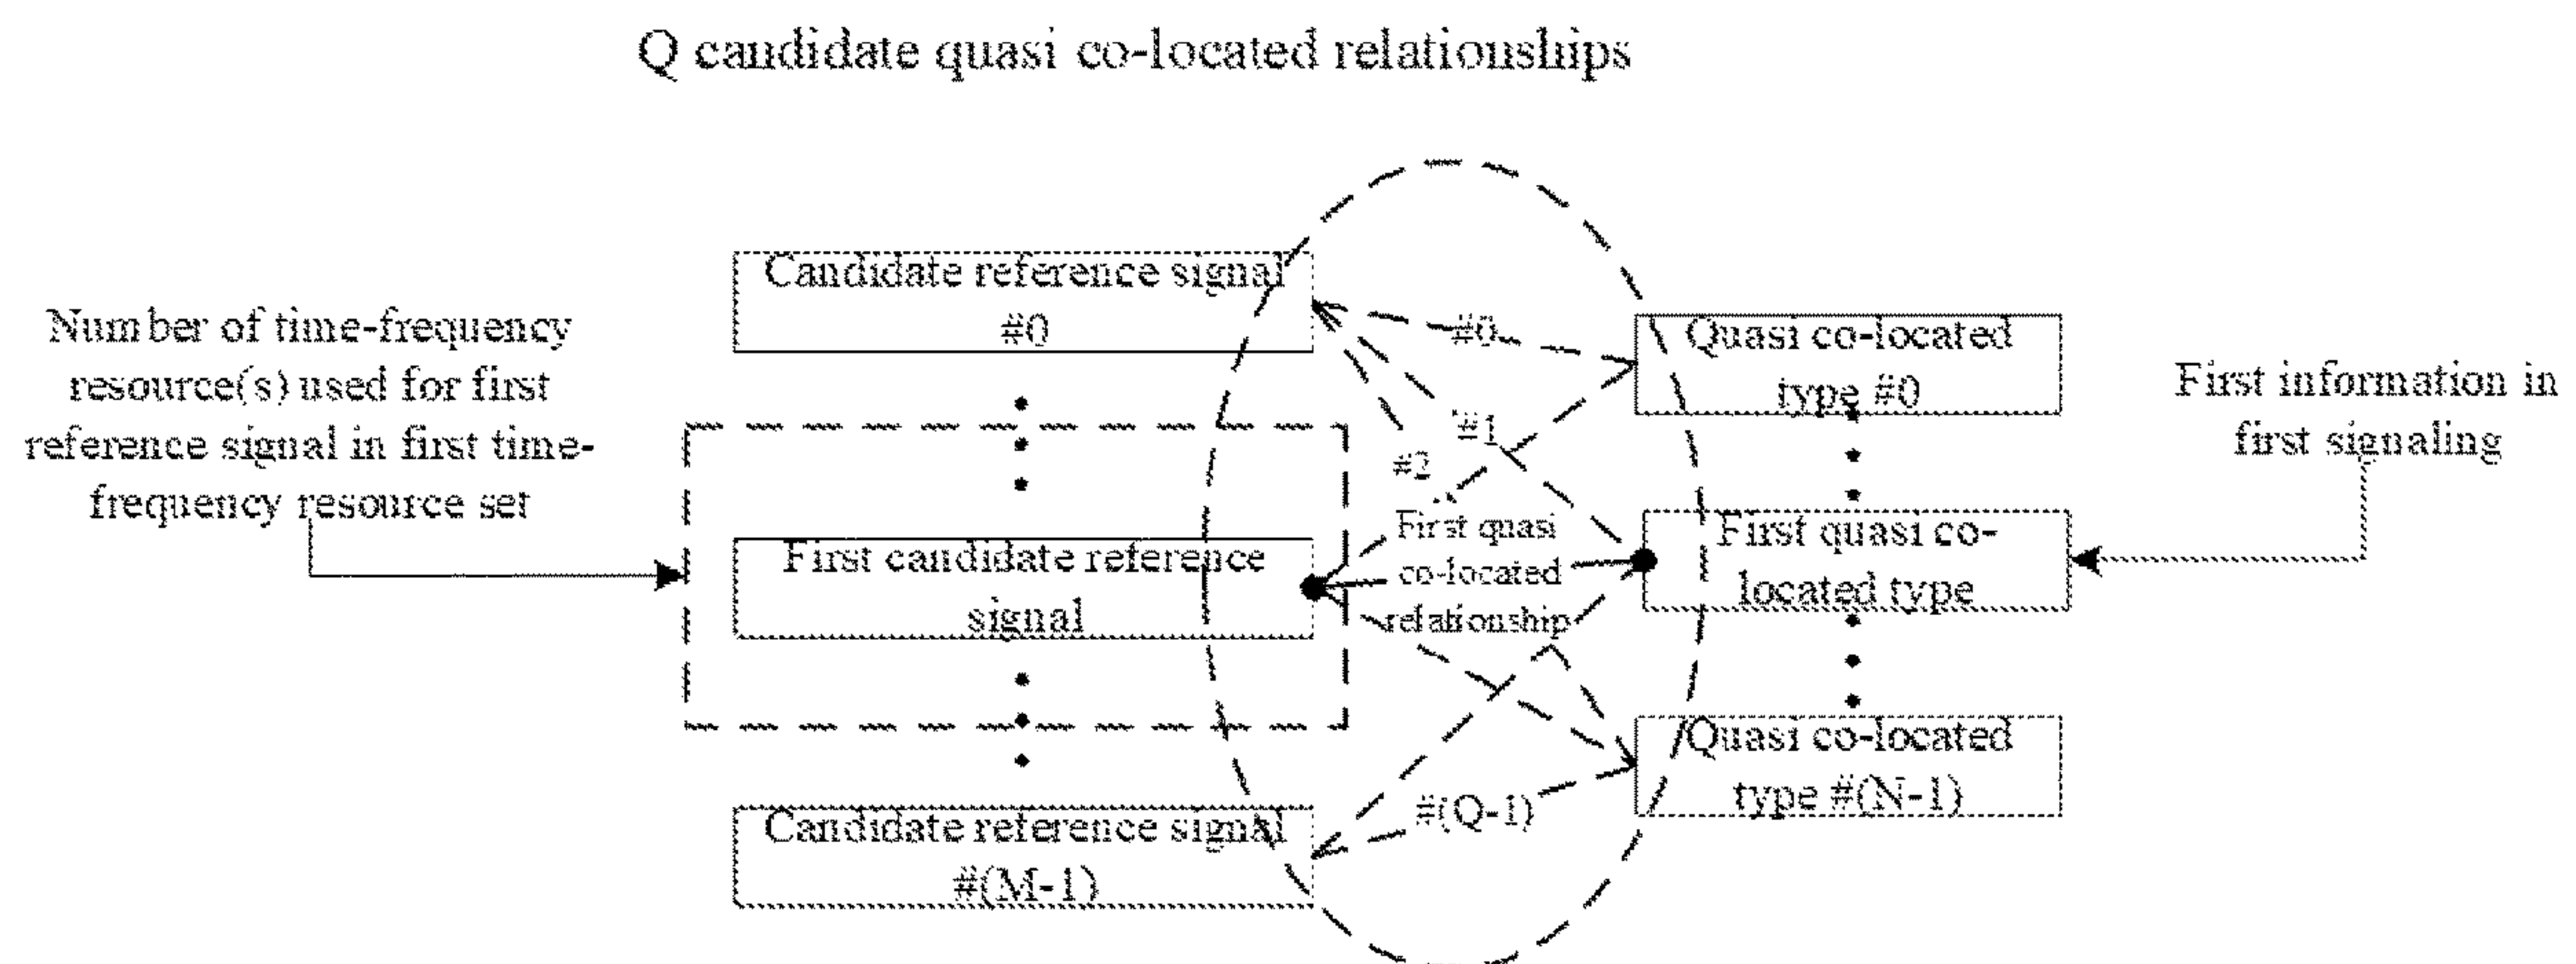 Q candidate quasi co-located relationships
Number of time-frequency
resource(s) used for first
reference signal in first time-
frequency resource set
Candidate reference signal
#0
First candidate reference
signal
Candidate reference signal
#(M-1)
#0
#1
#2
First quasi
co-located
relationship
#(Q-1)
Quasi co-located
type #0
First quasi co-
located type
Quasi co-located
type #(N-1)
First information in
first signaling